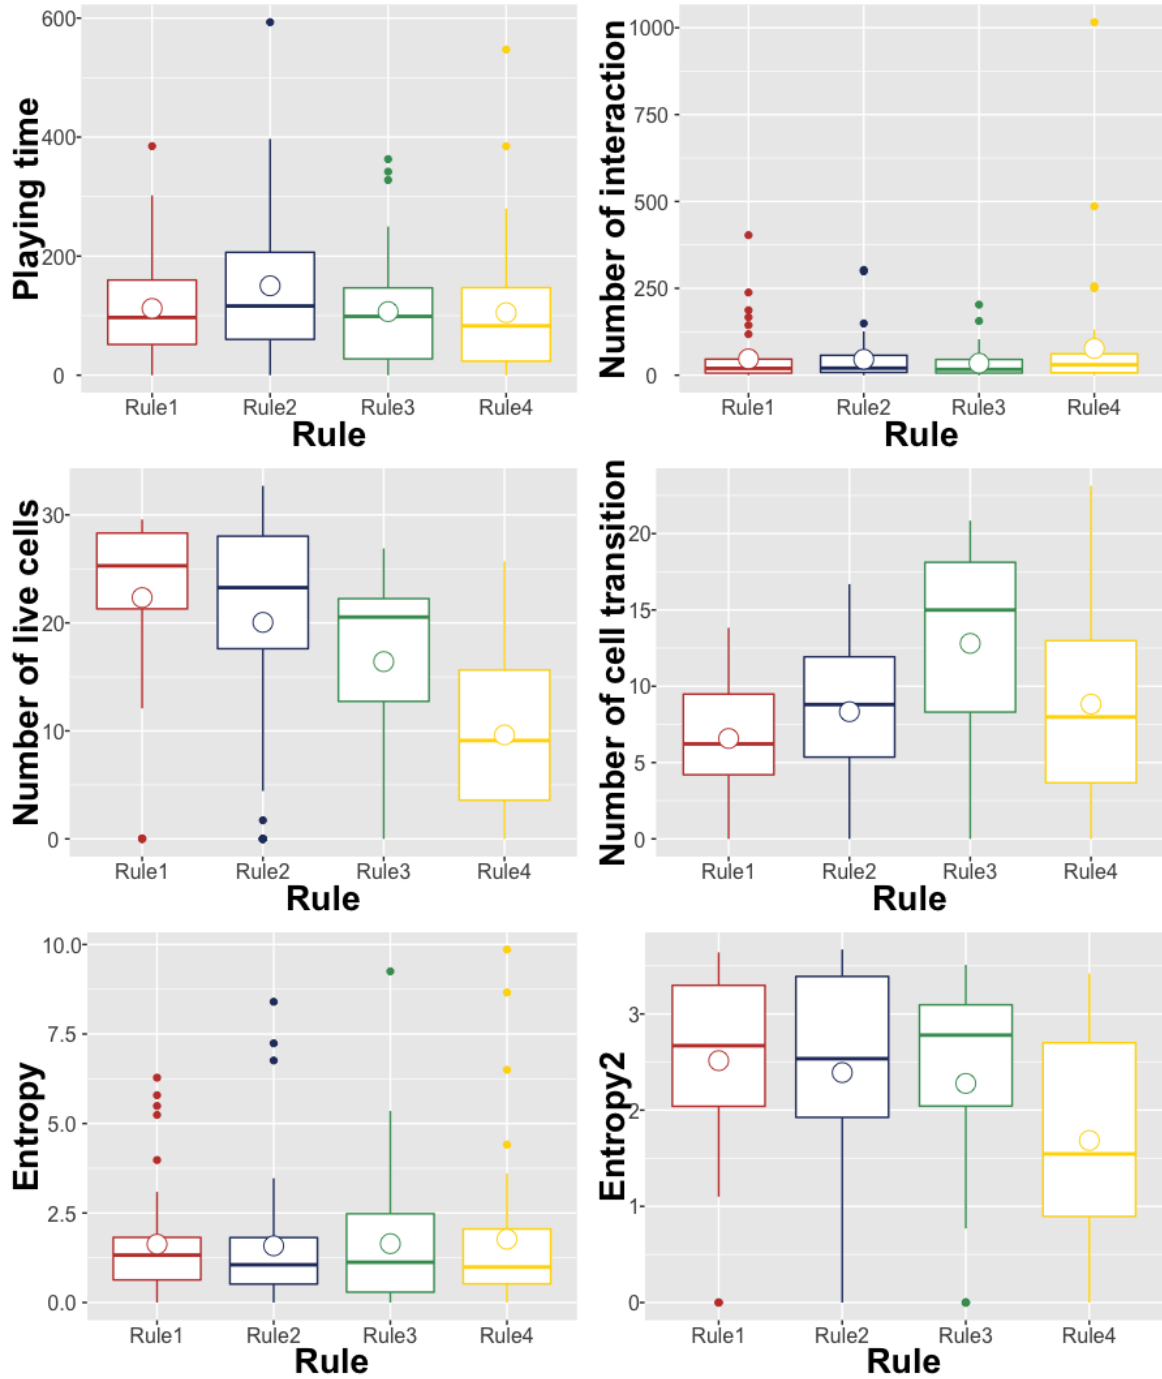 Playing time
600
400
200
0
Rule1 Rule2 Rule3 Rule4
Rule
Number of interaction
1000
750
500
250
0
Rule1 Rule2 Rule3 Rule4
Rule
Number of live cells
30
20
10
0
Rule1 Rule2 Rule3 Rule4
Rule
Number of cell transition
20
15
10
5
0
Rule1 Rule2 Rule3 Rule4
Rule
Entropy
10.0
7.5
5.0
2.5
0.0
Rule1 Rule2 Rule3 Rule4
Rule
Entropy2
3
2
1
0
Rule1 Rule2 Rule3 Rule4
Rule